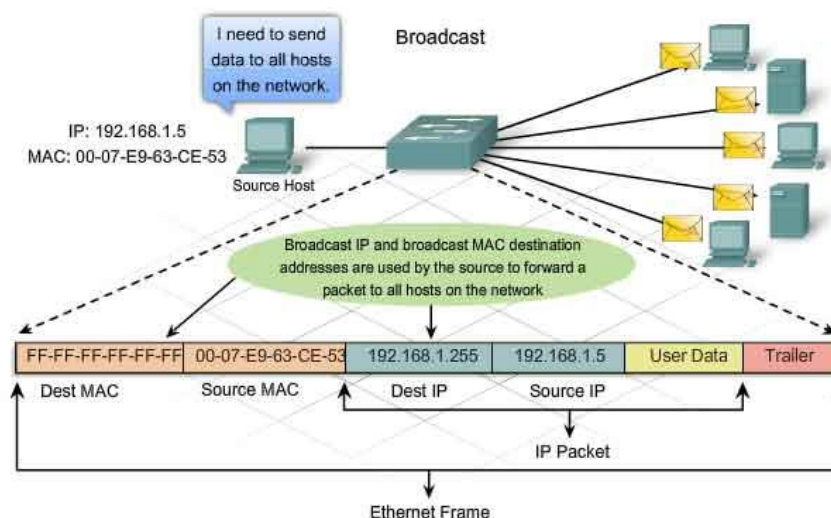 Broadcast
I need to send
data to all hosts
on the network.
IP: 192.168.1.5
MAC: 00-07-E9-63-CE-53
Source Host
Broadcast IP and broadcast MAC destination
addresses are used by the source to forward a
packet to all hosts on the network
FF-FF-FF-FF-FF-FF 00-07-E9-63-CE-53 192.168.1.255 192.168.1.5 User Data Trailer
Dest MAC Source MAC Dest IP Source IP
IP Packet
Ethernet Frame